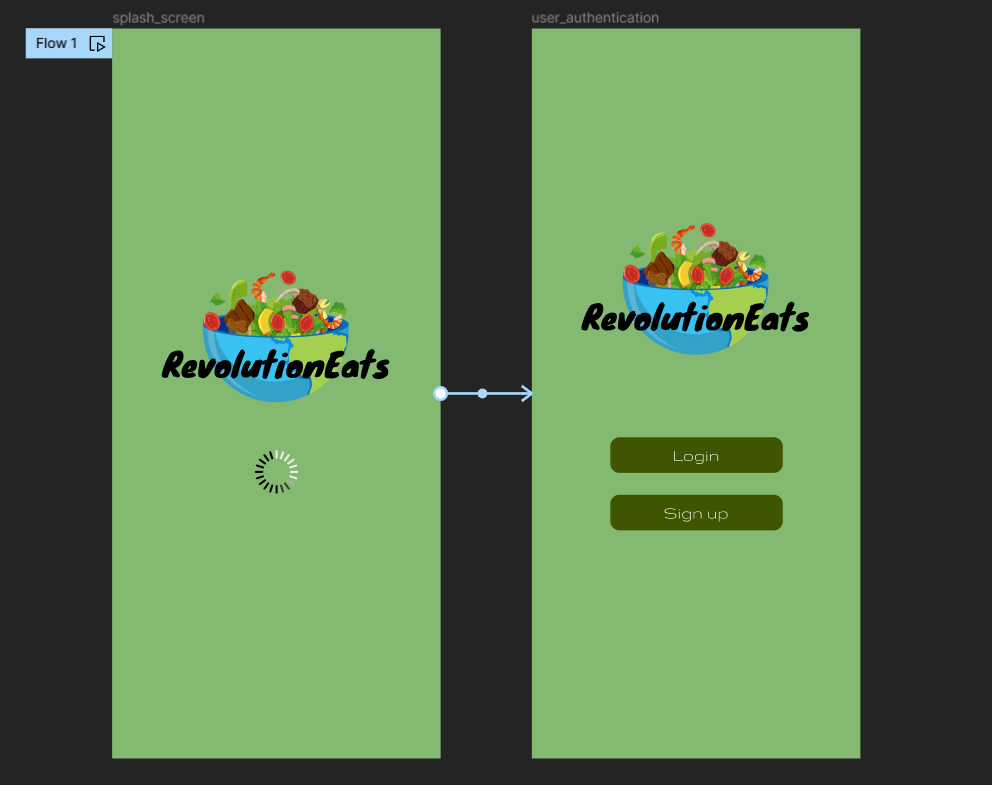 splash_screen
user_authentication
Flow 1
RevolutionEats
RevolutionEats
Login
Sign up